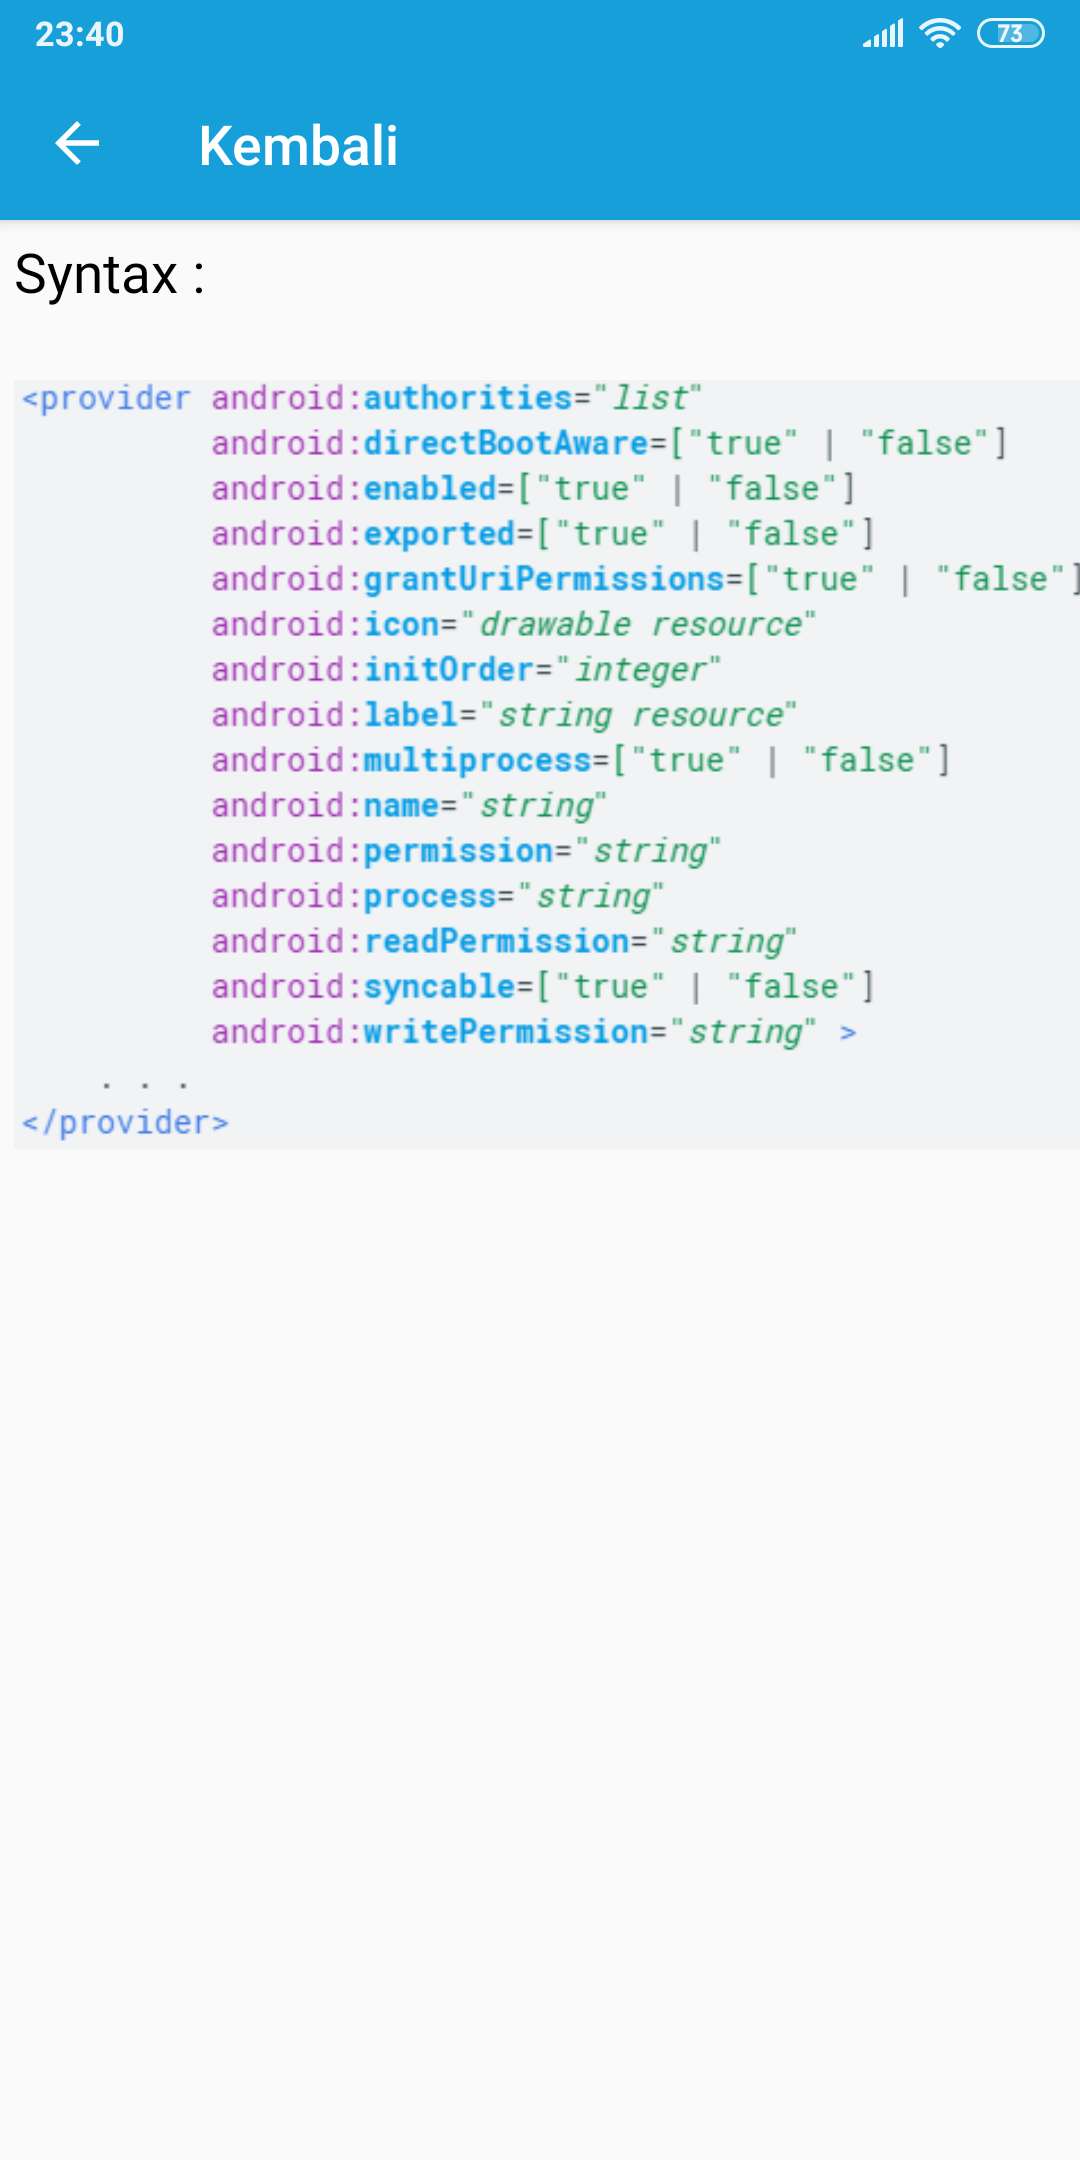 23:40 73
Kembali
Syntax :
<provider android:authorities="list"
android:directBootAware=["true" | "false"]
android:enabled=["true" | "false"]
android:exported=["true" | "false"]
android:grantUriPermissions=["true" | "false"]
android:icon="drawable resource"
android:initOrder="integer"
android:label="string resource"
android:multiprocess=["true" | "false"]
android:name="string"
android:permission="string"
android:process="string"
android:readPermission="string"
android:syncable=["true" | "false"]
android:writePermission="string" >
. . .
</provider>